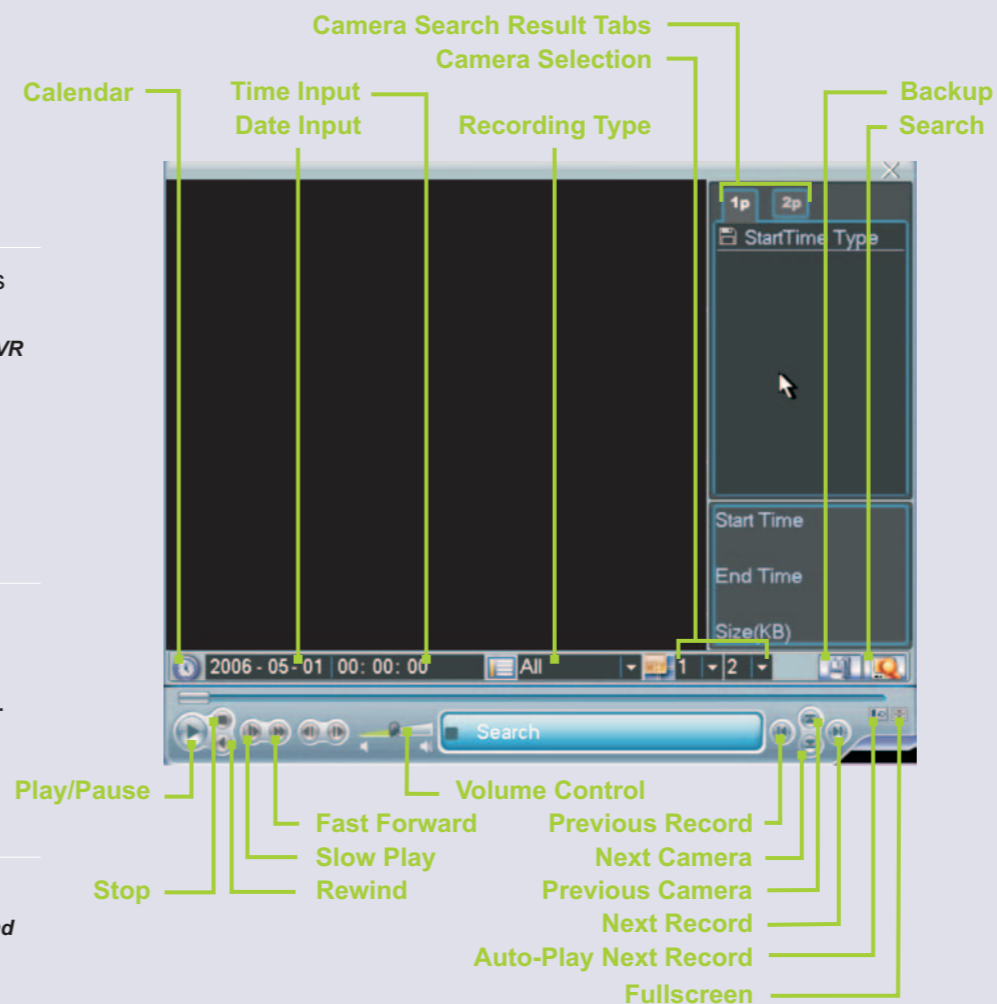 Camera Search Result Tabs
Camera Selection
Calendar
Time Input
Backup
Date Input
Recording Type
Search
1p 2p
StartTime Type
s
VR
Start Time
End Time
Size(KB)
2006 - 05 - 01 00: 00: 00 All 1 2
Search
Play/Pause
Volume Control
Fast Forward
Previous Record
Slow Play
Next Camera
Stop
Rewind
Previous Camera
Next Record
Auto-Play Next Record
Fullscreen